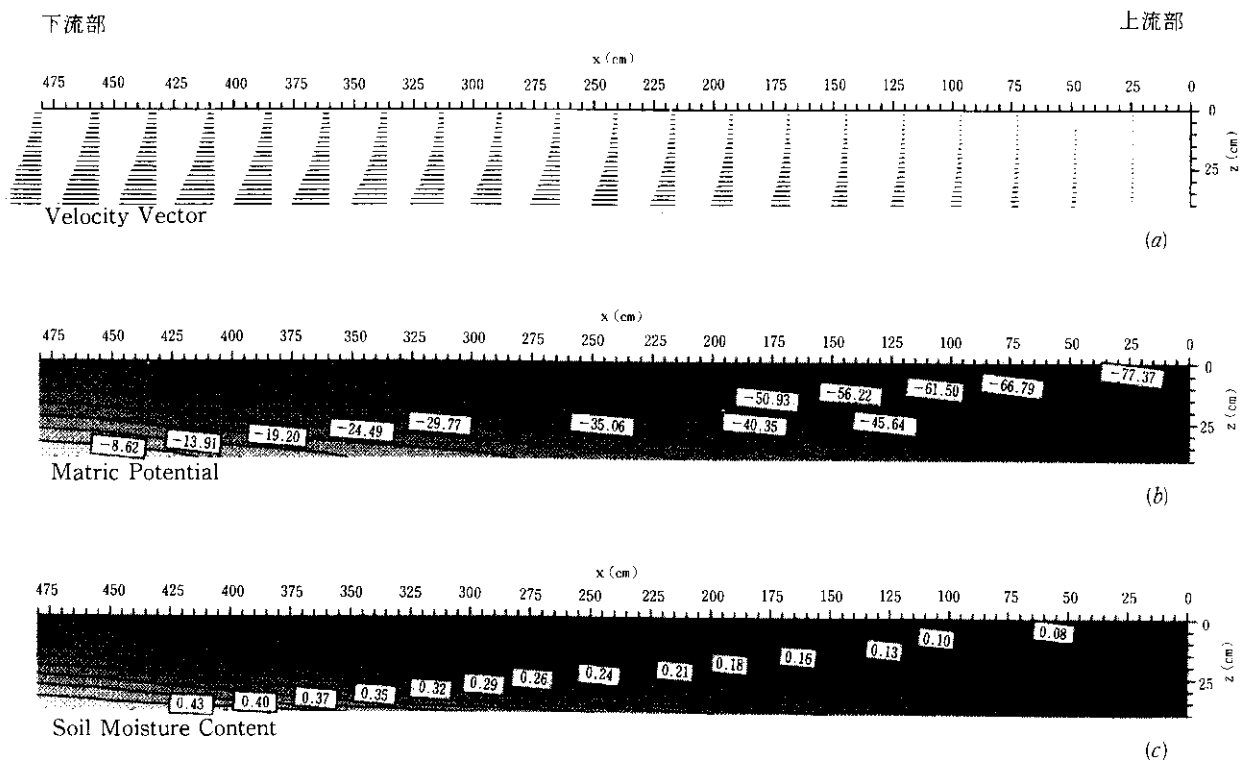 下流部 上流部
x (cm)
475 450 425 400 375 350 325 300 275 250 225 200 175 150 125 100 75 50 25 0
0
25
z (cm)
Velocity Vector
(a)
x (cm)
475 450 425 400 375 350 325 300 275 250 225 200 175 150 125 100 75 50 25 0
0
25
z (cm)
-77.37
-66.79
-61.50
-56.22
-50.93
-45.64
-40.35
-35.06
-29.77
-24.49
-19.20
-13.91
-8.62
Matric Potential
(b)
x (cm)
475 450 425 400 375 350 325 300 275 250 225 200 175 150 125 100 75 50 25 0
0
25
z (cm)
0.08
0.10
0.13
0.16
0.18
0.21
0.24
0.26
0.29
0.32
0.35
0.37
0.40
0.43
Soil Moisture Content
(c)